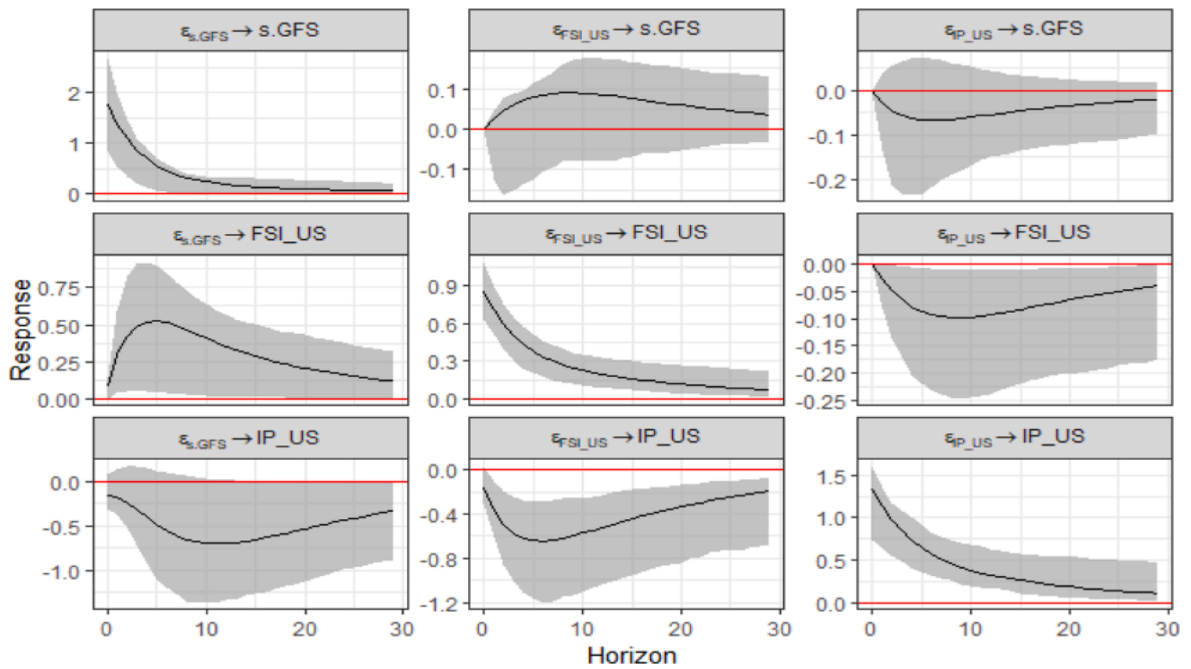 εs.GFS → s.GFS
εFSI_US → s.GFS
εIP_US → s.GFS
2
1
0
0.1
0.0
-0.1
0.0
-0.1
-0.2
εs.GFS → FSI_US
εFSI_US → FSI_US
εIP_US → FSI_US
Response
0.75
0.50
0.25
0.00
0.9
0.6
0.3
0.0
0.00
-0.05
-0.10
-0.15
-0.20
-0.25
εs.GFS → IP_US
εFSI_US → IP_US
εIP_US → IP_US
0.0
-0.5
-1.0
0.0
-0.4
-0.8
-1.2
1.5
1.0
0.5
0.0
0 10 20 30
0 10 20 30
0 10 20 30
Horizon